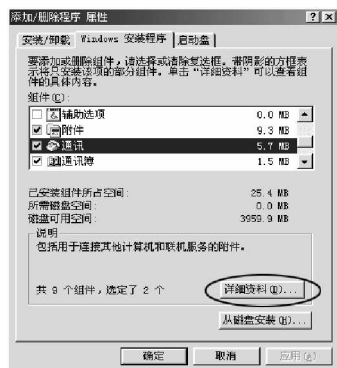 添加/删除程序 属性
安装/卸载 Windows 安装程序 启动盘
要添加或删除组件，请选择或清除复选框。带阴影的方框表
示将只安装该项的部分组件。单击“详细资料”可以查看组
件的具体内容。
组件(C):
辅助选项 0.0 MB
附件 9.3 MB
通讯 5.7 MB
通讯簿 1.5 MB
已安装组件所占空间: 25.4 MB
所需磁盘空间: 0.0 MB
磁盘可用空间: 3959.9 MB
说明
包括用于连接其他计算机和联机服务的附件。
共 9 个组件，选定了 2 个
详细资料(D)...
从磁盘安装(H)...
确定 取消 应用(A)